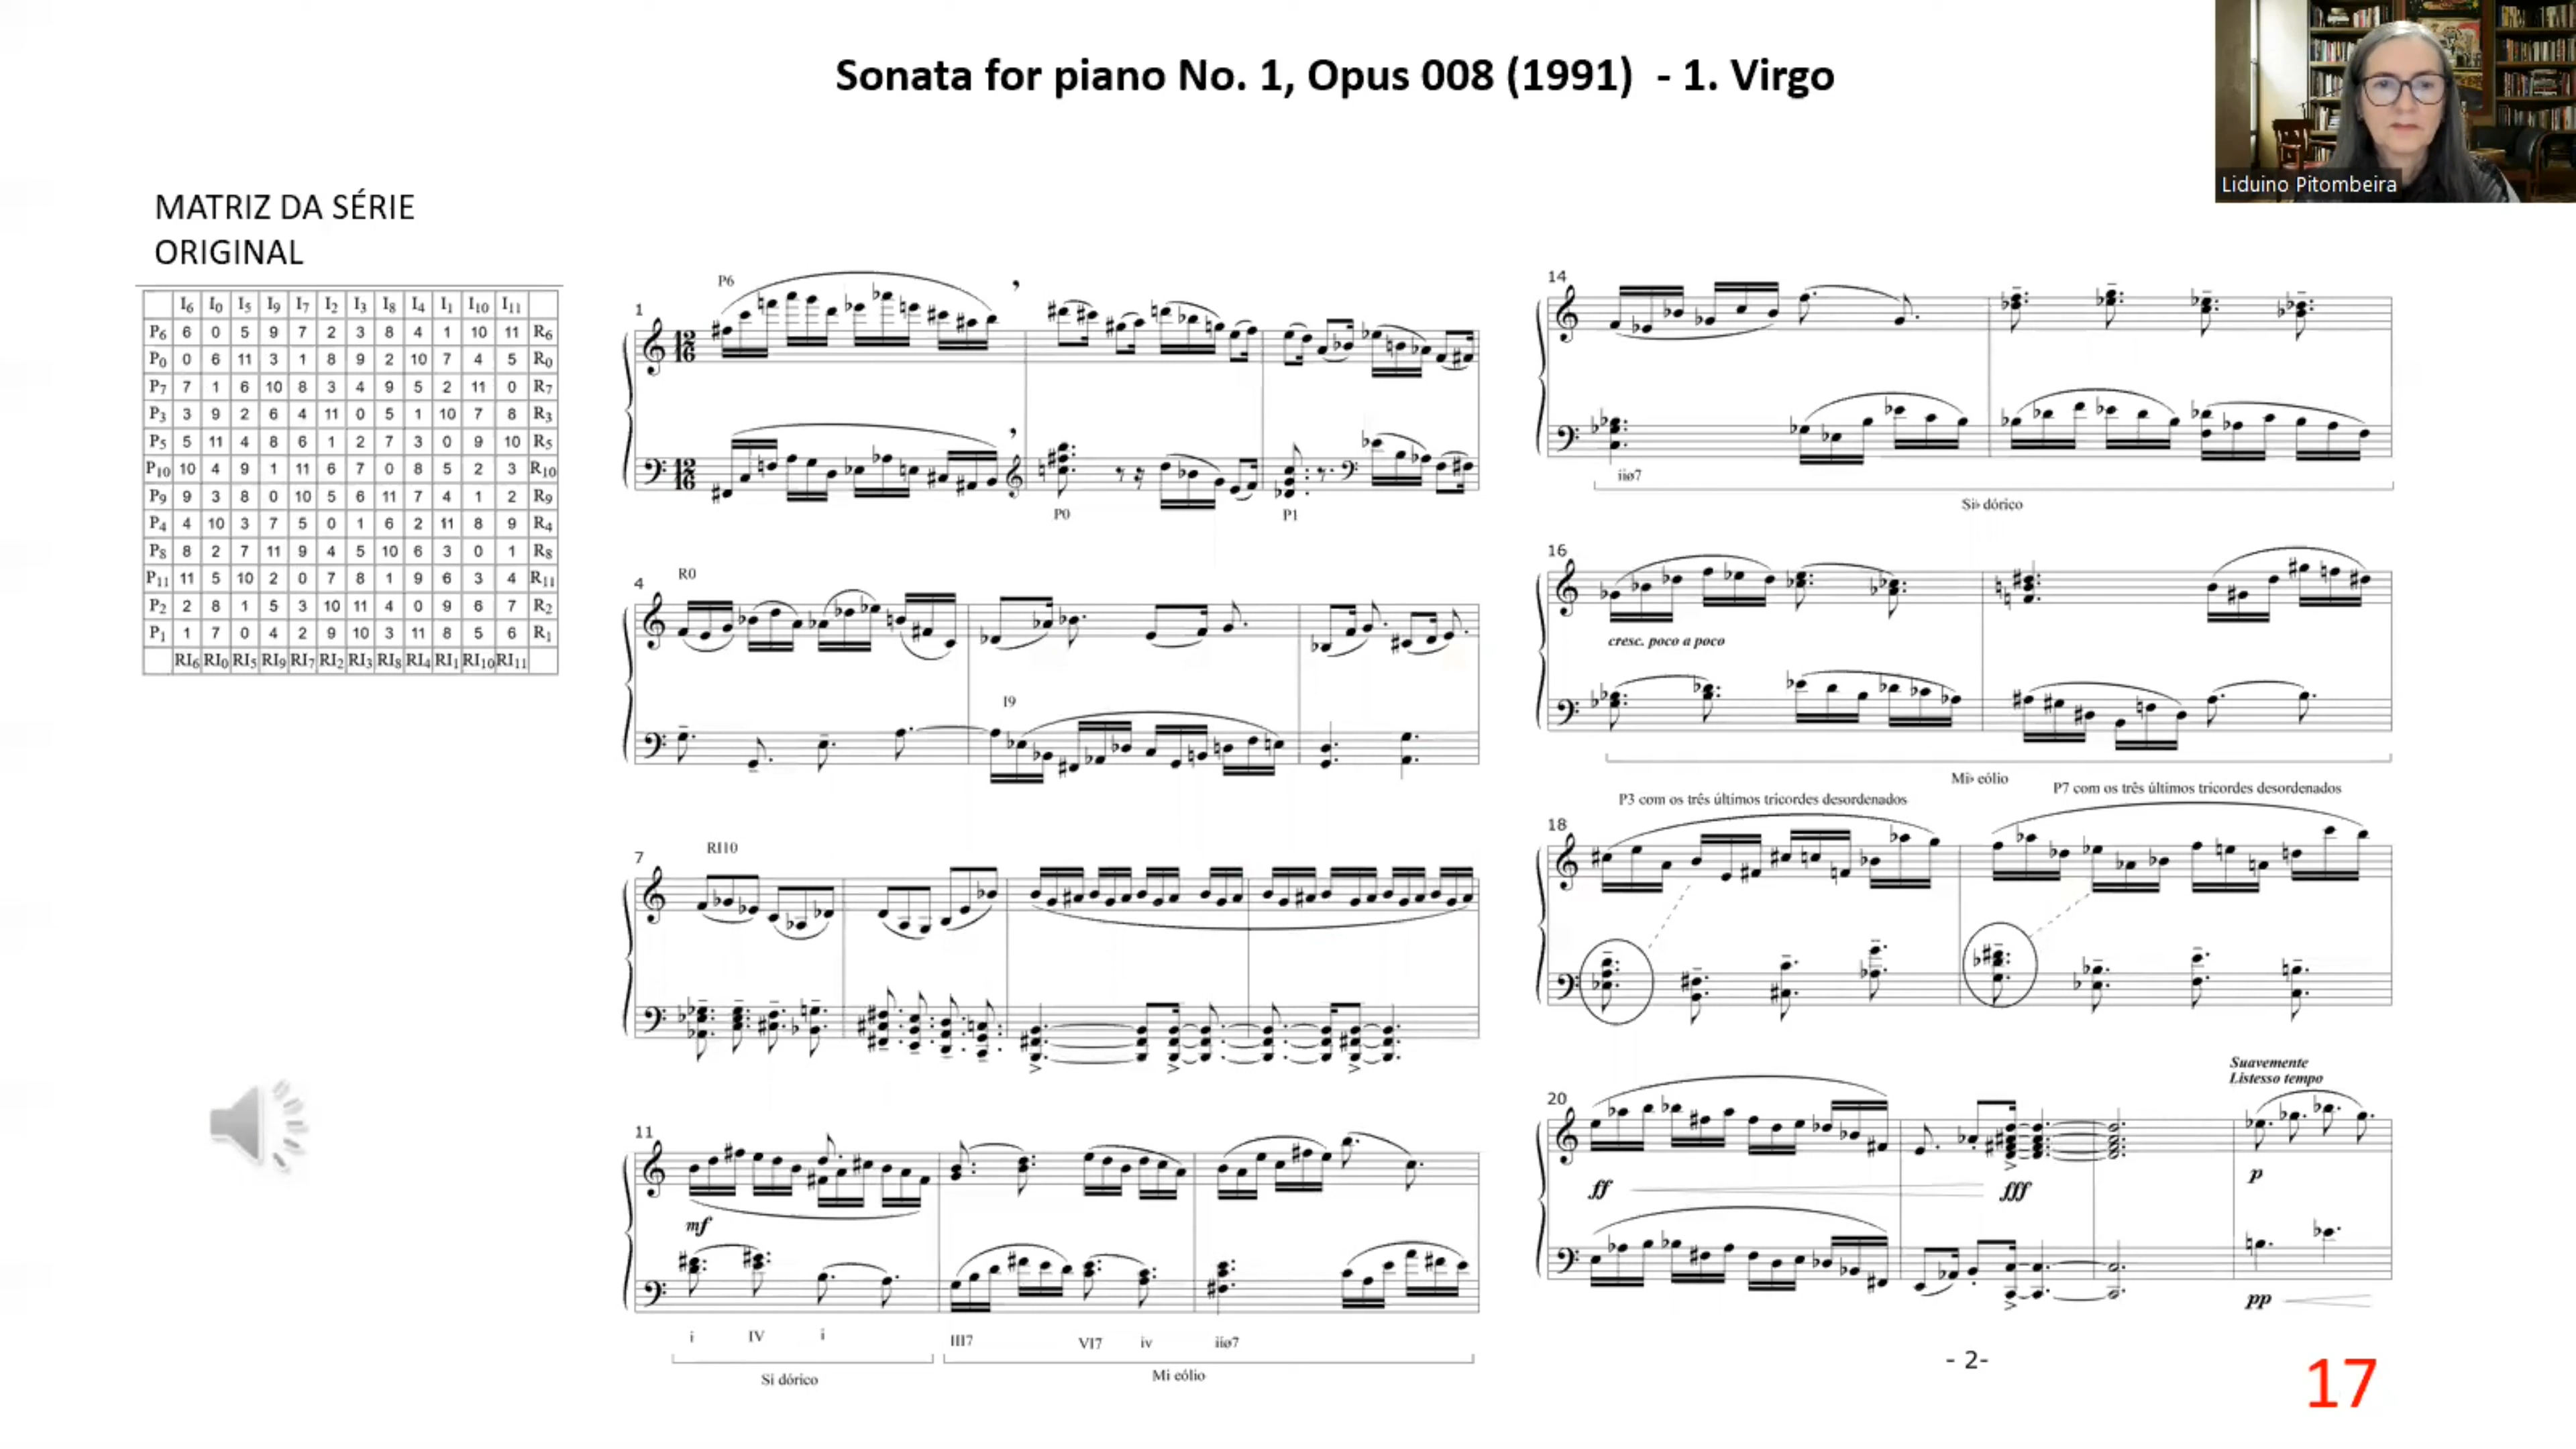 Sonata for piano No. 1, Opus 008 (1991) - 1. Virgo
Liduino Pitombeira
MATRIZ DA SÉRIE
ORIGINAL
I6 I0 I5 I9 I7 I2 I3 I8 I4 I1 I10 I11
P6 6 0 5 9 7 2 3 8 4 1 10 11 R6
P0 0 6 11 3 1 8 9 2 10 7 4 5 R0
P7 7 1 6 10 8 3 4 9 5 2 11 0 R7
P3 3 9 2 6 4 11 0 5 1 10 7 8 R3
P5 5 11 4 8 6 1 2 7 3 0 9 10 R5
P10 10 4 9 1 11 6 7 0 8 5 2 3 R10
P9 9 3 8 0 10 5 6 11 7 4 1 2 R9
P4 4 10 3 7 5 0 1 6 2 11 8 9 R4
P8 8 2 7 11 9 4 5 10 6 3 0 1 R8
P11 11 5 10 2 0 7 8 1 9 6 3 4 R11
P2 2 8 1 5 3 10 11 4 0 9 6 7 R2
P1 1 7 0 4 2 9 10 3 11 8 5 6 R1
RI6 RI0 RI5 RI9 RI7 RI2 RI3 RI8 RI4 RI1 RI10 RI11
P6
1
12
16
12
16
P0 P1
4
R0
I9
7
RI10
11
mf
i IV i III7 VI7 iv iiø7
Si dórico Mi eólio
14
iiø7
Si♭ dórico
16
cresc. poco a poco
Mi♭ eólio
P3 com os três últimos tricordes desordenados
P7 com os três últimos tricordes desordenados
18
Suavemente
Listesso tempo
20
ff fff p
pp
- 2-
17